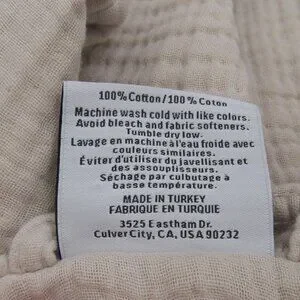 100% Cotton/100% Coton
Machine wash cold with like colors.
Avoid bleach and fabric softeners.
Tumble dry low.
Lavage en machine à l'eau froide avec
couleurs similaires.
Éviter d'utiliser du javellisant et
des assouplisseurs.
Séchage par culbutage à
basse température.
MADE IN TURKEY
FABRIQUÉ EN TURQUIE
3525 Eastham Dr.
Culver City, CA, USA 90232